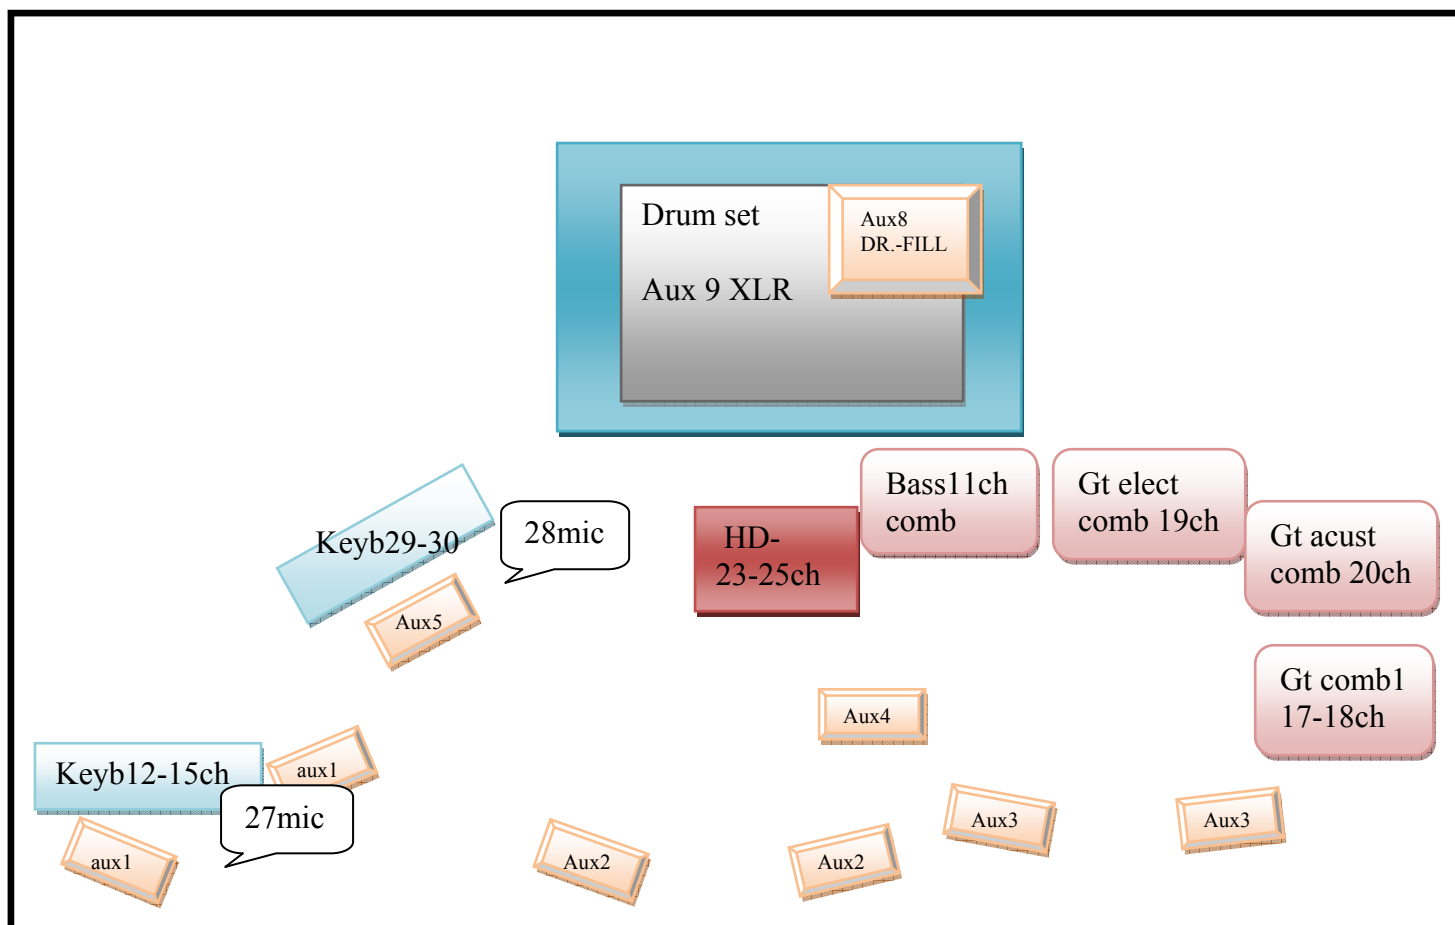 Drum set
Aux 9 XLR
Aux8
DR.-FILL
Bass11ch
comb
Gt elect
comb 19ch
Gt acust
comb 20ch
Keyb29-30
28mic
HD-
23-25ch
Aux5
Gt comb1
17-18ch
Aux4
Keyb12-15ch
aux1
27mic
aux1
Aux2
Aux2
Aux3
Aux3